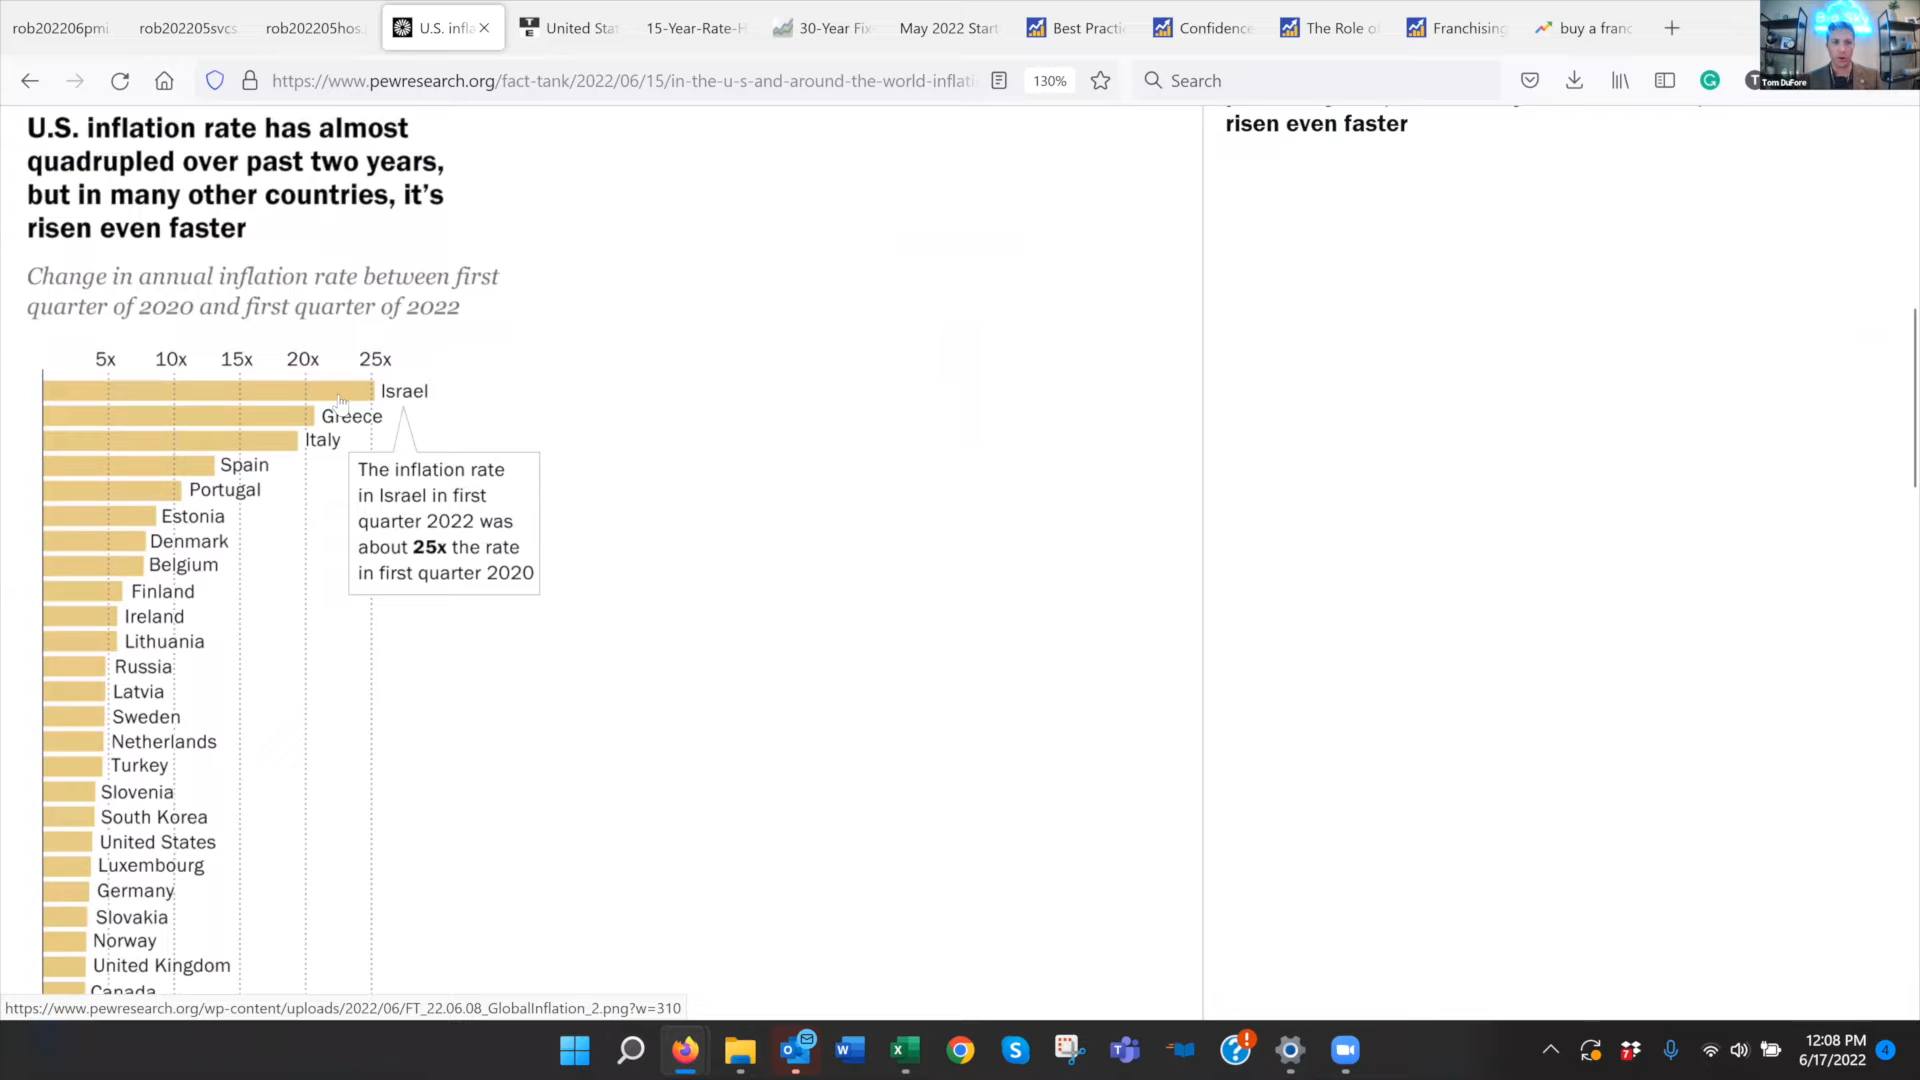 rob202206pmi
rob202205svcs
rob202205hos.
U.S. infla
United Stat
15-Year-Rate-H
30-Year Fix
May 2022 Start
Best Practi
Confidence
The Role o
Franchising
buy a franc
https://www.pewresearch.org/fact-tank/2022/06/15/in-the-u-s-and-around-the-world-inflati
130%
Search
Tom DuFore
U.S. inflation rate has almost
quadrupled over past two years,
but in many other countries, it's
risen even faster
Change in annual inflation rate between first
quarter of 2020 and first quarter of 2022
5x 10x 15x 20x 25x
Israel
Greece
Italy
Spain
Portugal
Estonia
Denmark
Belgium
Finland
Ireland
Lithuania
Russia
Latvia
Sweden
Netherlands
Turkey
Slovenia
South Korea
United States
Luxembourg
Germany
Slovakia
Norway
United Kingdom
Canada
The inflation rate
in Israel in first
quarter 2022 was
about 25x the rate
in first quarter 2020
risen even faster
https://www.pewresearch.org/wp-content/uploads/2022/06/FT_22.06.08_GlobalInflation_2.png?w=310
12:08 PM
6/17/2022
4